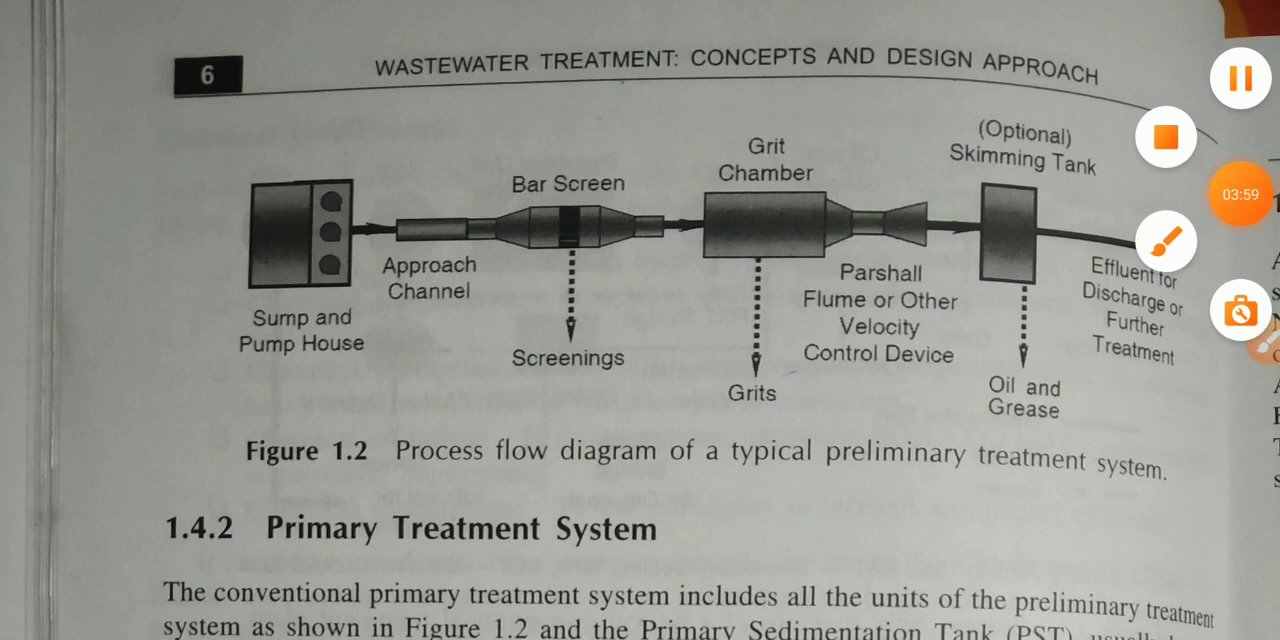 6
WASTEWATER TREATMENT: CONCEPTS AND DESIGN APPROACH
(Optional)
Skimming Tank
Grit
Chamber
Bar Screen
03:59
Approach
Channel
Sump and
Pump House
Screenings
Grits
Parshall
Flume or Other
Velocity
Control Device
Effluent for
Discharge or
Further
Treatment
Oil and
Grease
Figure 1.2 Process flow diagram of a typical preliminary treatment system.
1.4.2 Primary Treatment System
The conventional primary treatment system includes all the units of the preliminary treatment
system as shown in Figure 1.2 and the Primary Sedimentation Tank (PST),